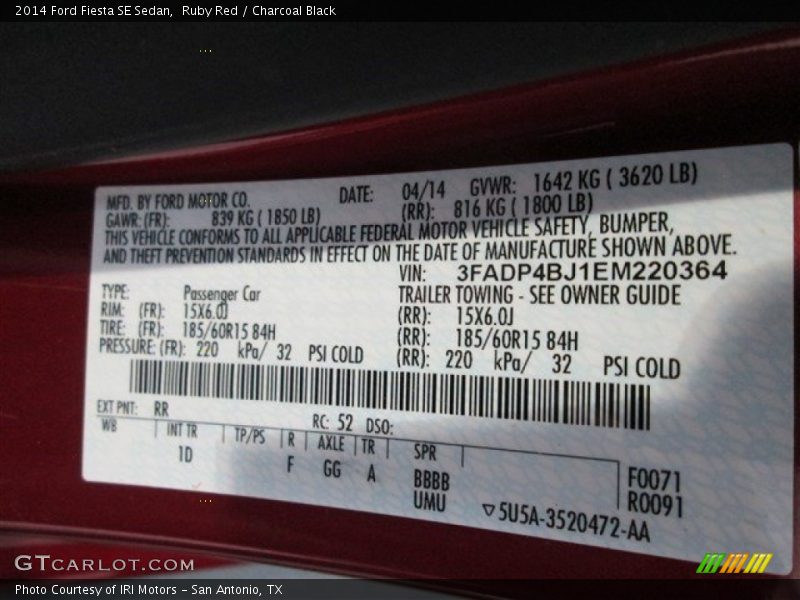 2014 Ford Fiesta SE Sedan,  Ruby Red / Charcoal Black
MFD. BY FORD MOTOR CO. DATE: 04/14 GVWR: 1642 KG ( 3620 LB)
GAWR: (FR): 839 KG ( 1850 LB) (RR): 816 KG ( 1800 LB)
THIS VEHICLE CONFORMS TO ALL APPLICABLE FEDERAL MOTOR VEHICLE SAFETY, BUMPER,
AND THEFT PREVENTION STANDARDS IN EFFECT ON THE DATE OF MANUFACTURE SHOWN ABOVE.
VIN: 3FADP4BJ1EM220364
TYPE: Passenger Car TRAILER TOWING - SEE OWNER GUIDE
RIM: (FR): 15X6.0J (RR): 15X6.0J
TIRE: (FR): 185/60R15 84H (RR): 185/60R15 84H
PRESSURE: (FR): 220 kPa/ 32 PSI COLD (RR): 220 kPa/ 32 PSI COLD
EXT PNT: RR RC: 52 DSO:
WB INT TR TP/PS R AXLE TR SPR
1D F GG A BBBB F0071
UMU R0091
▽5U5A-3520472-AA
GTCARLOT.COM
Photo Courtesy of IRI Motors – San Antonio, TX